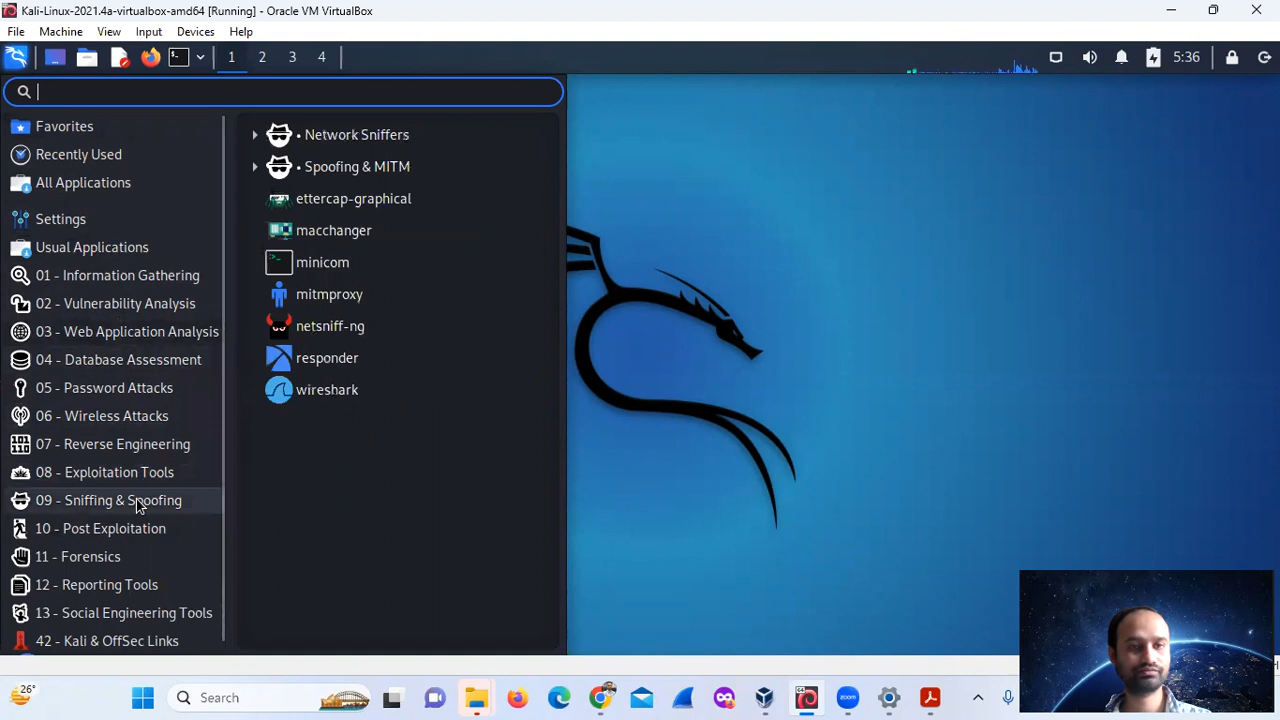 Kali-Linux-2021.4a-virtualbox-amd64 [Running] - Oracle VM VirtualBox
File Machine View Input Devices Help
1 2 3 4 5:36
Favorites
Recently Used
All Applications
Settings
Usual Applications
01 - Information Gathering
02 - Vulnerability Analysis
03 - Web Application Analysis
04 - Database Assessment
05 - Password Attacks
06 - Wireless Attacks
07 - Reverse Engineering
08 - Exploitation Tools
09 - Sniffing & Spoofing
10 - Post Exploitation
11 - Forensics
12 - Reporting Tools
13 - Social Engineering Tools
42 - Kali & OffSec Links
• Network Sniffers
• Spoofing & MITM
ettercap-graphical
macchanger
minicom
mitmproxy
netsniff-ng
responder
wireshark
26°
Search
zoom